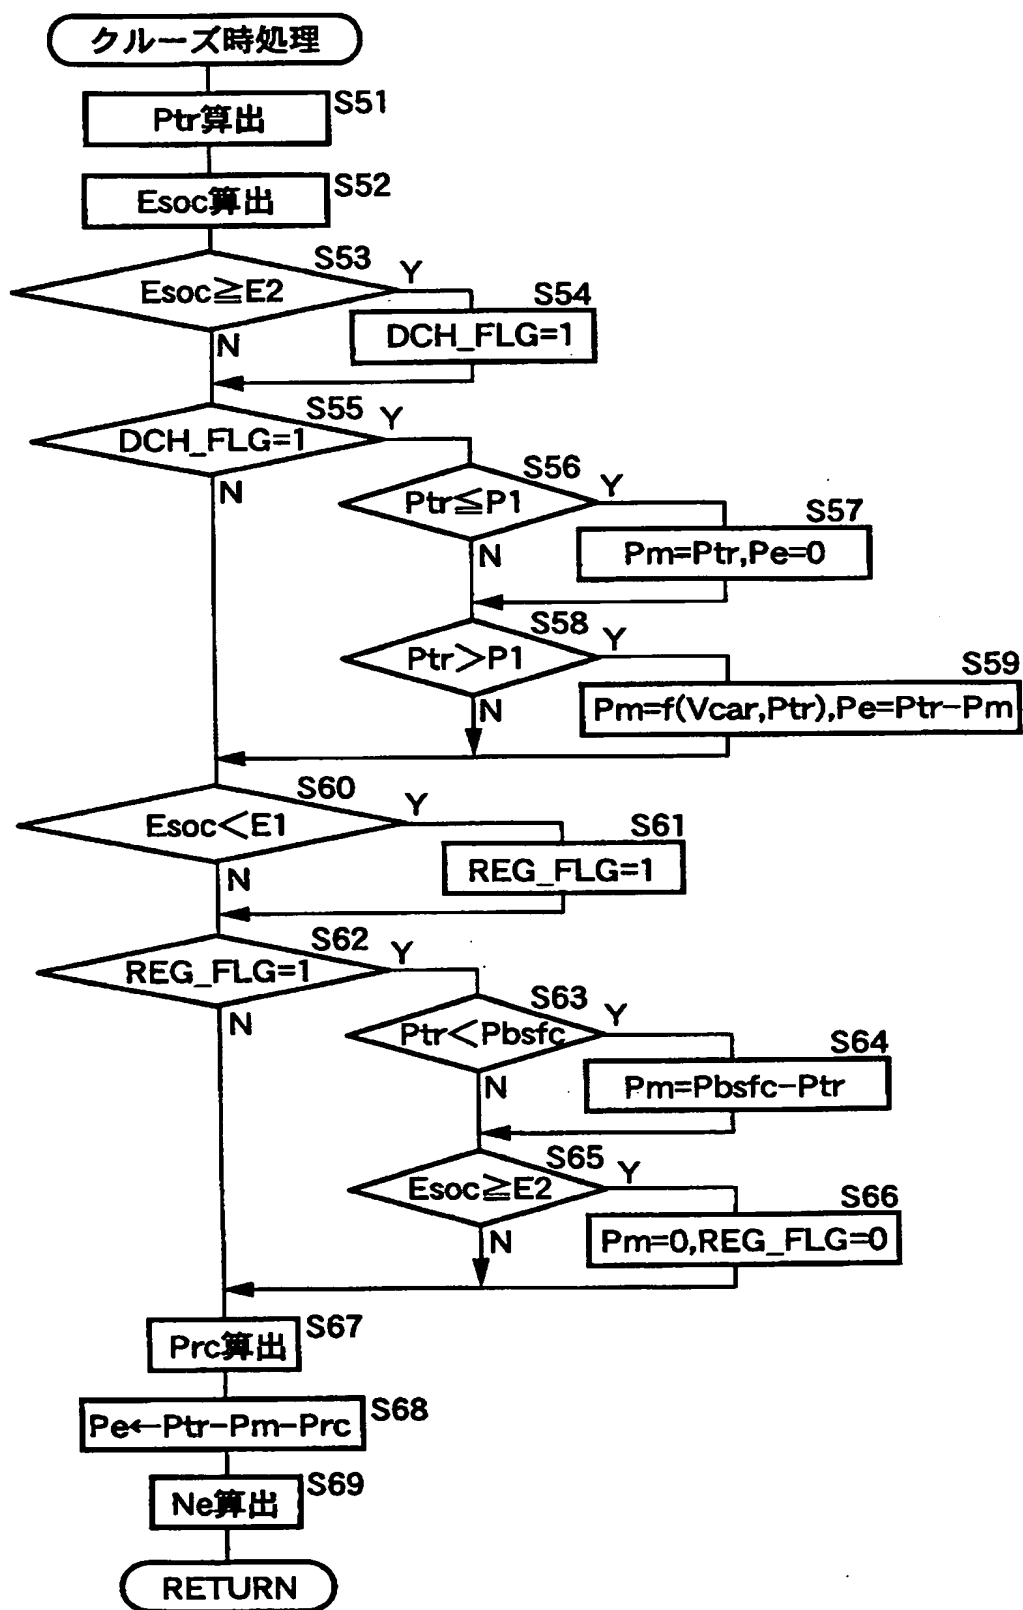 クルーズ時処理
S51
Ptr算出
S52
Esoc算出
S53
Y
Esoc≧E2
N
S54
DCH_FLG=1
S55
Y
DCH_FLG=1
N
S56
Y
Ptr≦P1
N
S57
Pm=Ptr,Pe=0
S58
Y
Ptr>P1
N
S59
Pm=f(Vcar,Ptr),Pe=Ptr-Pm
S60
Y
Esoc<E1
N
S61
REG_FLG=1
S62
Y
REG_FLG=1
N
S63
Y
Ptr<Pbsfc
N
S64
Pm=Pbsfc-Ptr
S65
Y
Esoc≧E2
N
S66
Pm=0,REG_FLG=0
S67
Prc算出
S68
Pe←Ptr-Pm-Prc
S69
Ne算出
RETURN